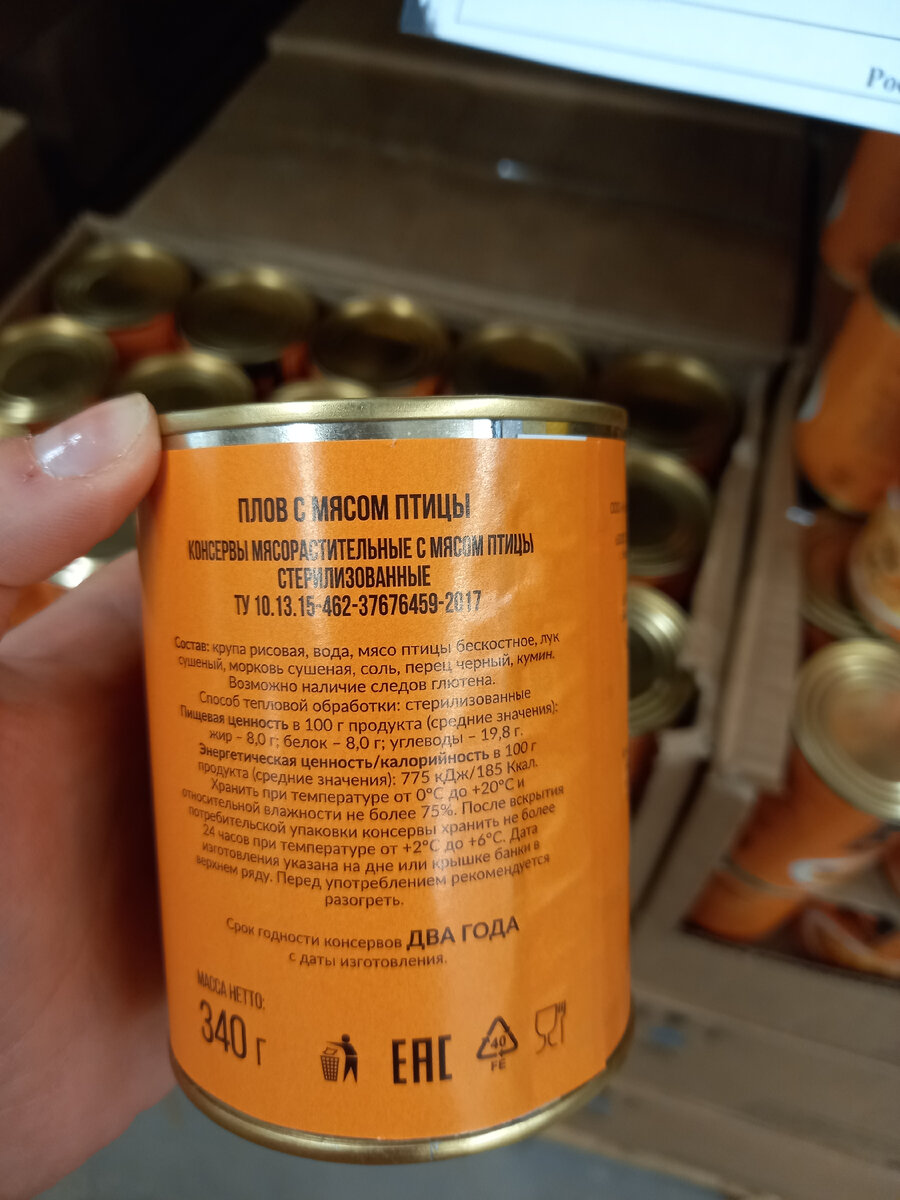 Рос
ПЛОВ С МЯСОМ ПТИЦЫ
КОНСЕРВЫ МЯСОРАСТИТЕЛЬНЫЕ С МЯСОМ ПТИЦЫ
СТЕРИЛИЗОВАННЫЕ
ТУ 10.13.15-462-37676459-2017
Состав: крупа рисовая, вода, мясо птицы бескостное, лук
сушеный, морковь сушеная, соль, перец черный, кумин.
Возможно наличие следов глютена.
Способ тепловой обработки: стерилизованные
Пищевая ценность в 100 г продукта (средние значения):
жир – 8,0 г; белок – 8,0 г; углеводы – 19,8 г.
Энергетическая ценность/калорийность в 100 г
продукта (средние значения): 775 кДж/185 Ккал.
Хранить при температуре от 0°С до +20°С и
относительной влажности не более 75%. После вскрытия
потребительской упаковки консервы хранить не более
24 часов при температуре от +2°С до +6°С. Дата
изготовления указана на дне или крышке банки в
верхнем ряду. Перед употреблением рекомендуется
разогреть.
Срок годности консервов ДВА ГОДА
с даты изготовления.
МАССА НЕТТО:
340 г
EAC
40
FE